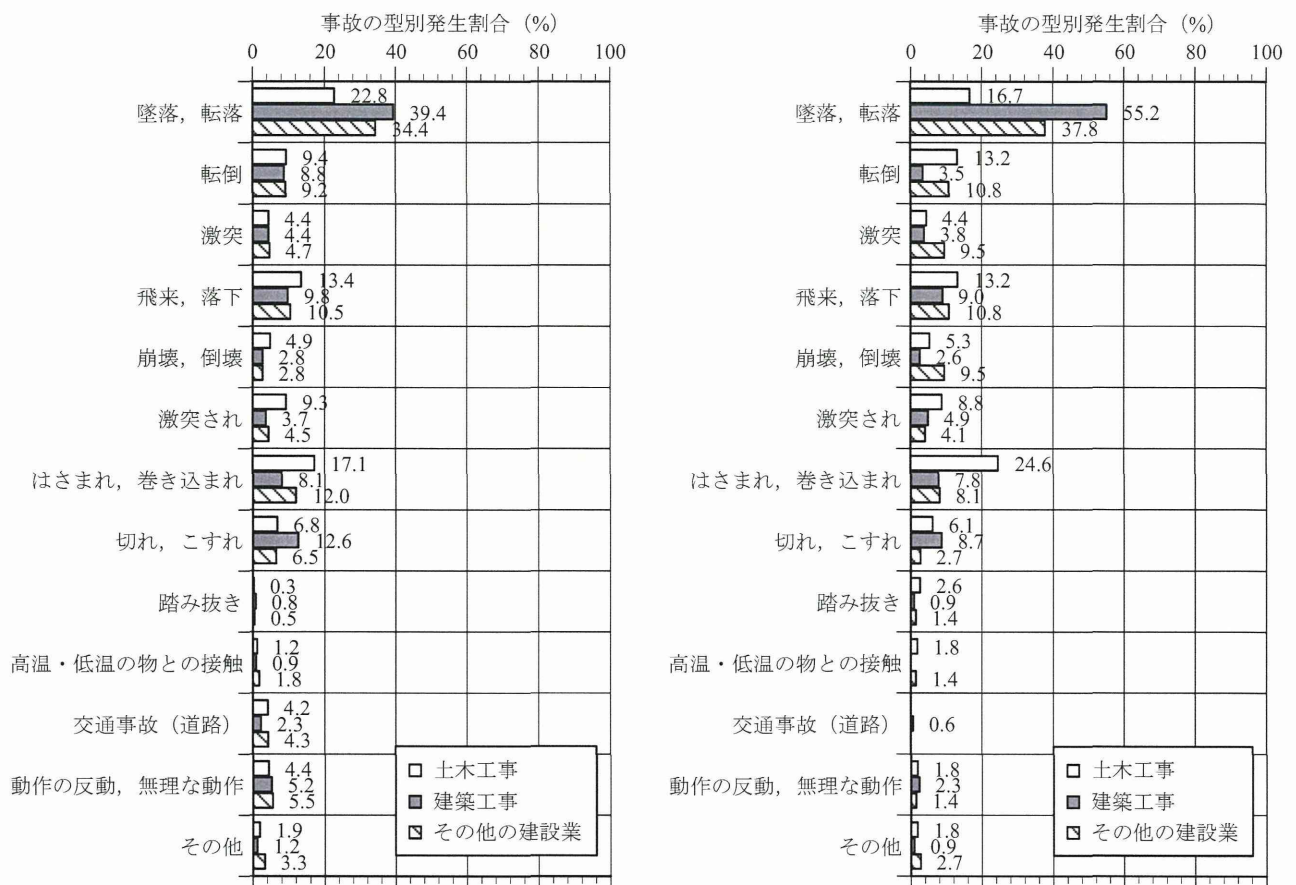 事故の型別発生割合 (%)
0 20 40 60 80 100
墜落，転落
22.8
39.4
34.4
転倒
9.4
8.8
9.2
激突
4.4
4.4
4.7
飛来，落下
13.4
9.8
10.5
崩壊，倒壊
4.9
2.8
2.8
激突され
9.3
3.7
4.5
はさまれ，巻き込まれ
17.1
8.1
12.0
切れ，こすれ
6.8
12.6
6.5
踏み抜き
0.3
0.8
0.5
高温・低温の物との接触
1.2
0.9
1.8
交通事故（道路）
4.2
2.3
4.3
動作の反動，無理な動作
4.4
5.2
5.5
その他
1.9
1.2
3.3
土木工事
建築工事
その他の建設業
事故の型別発生割合 (%)
0 20 40 60 80 100
墜落，転落
16.7
55.2
37.8
転倒
13.2
3.5
10.8
激突
4.4
3.8
9.5
飛来，落下
13.2
9.0
10.8
崩壊，倒壊
5.3
2.6
9.5
激突され
8.8
4.9
4.1
はさまれ，巻き込まれ
24.6
7.8
8.1
切れ，こすれ
6.1
8.7
2.7
踏み抜き
2.6
0.9
1.4
高温・低温の物との接触
1.8
1.4
交通事故（道路）
0.6
動作の反動，無理な動作
1.8
2.3
1.4
その他
1.8
0.9
2.7
土木工事
建築工事
その他の建設業